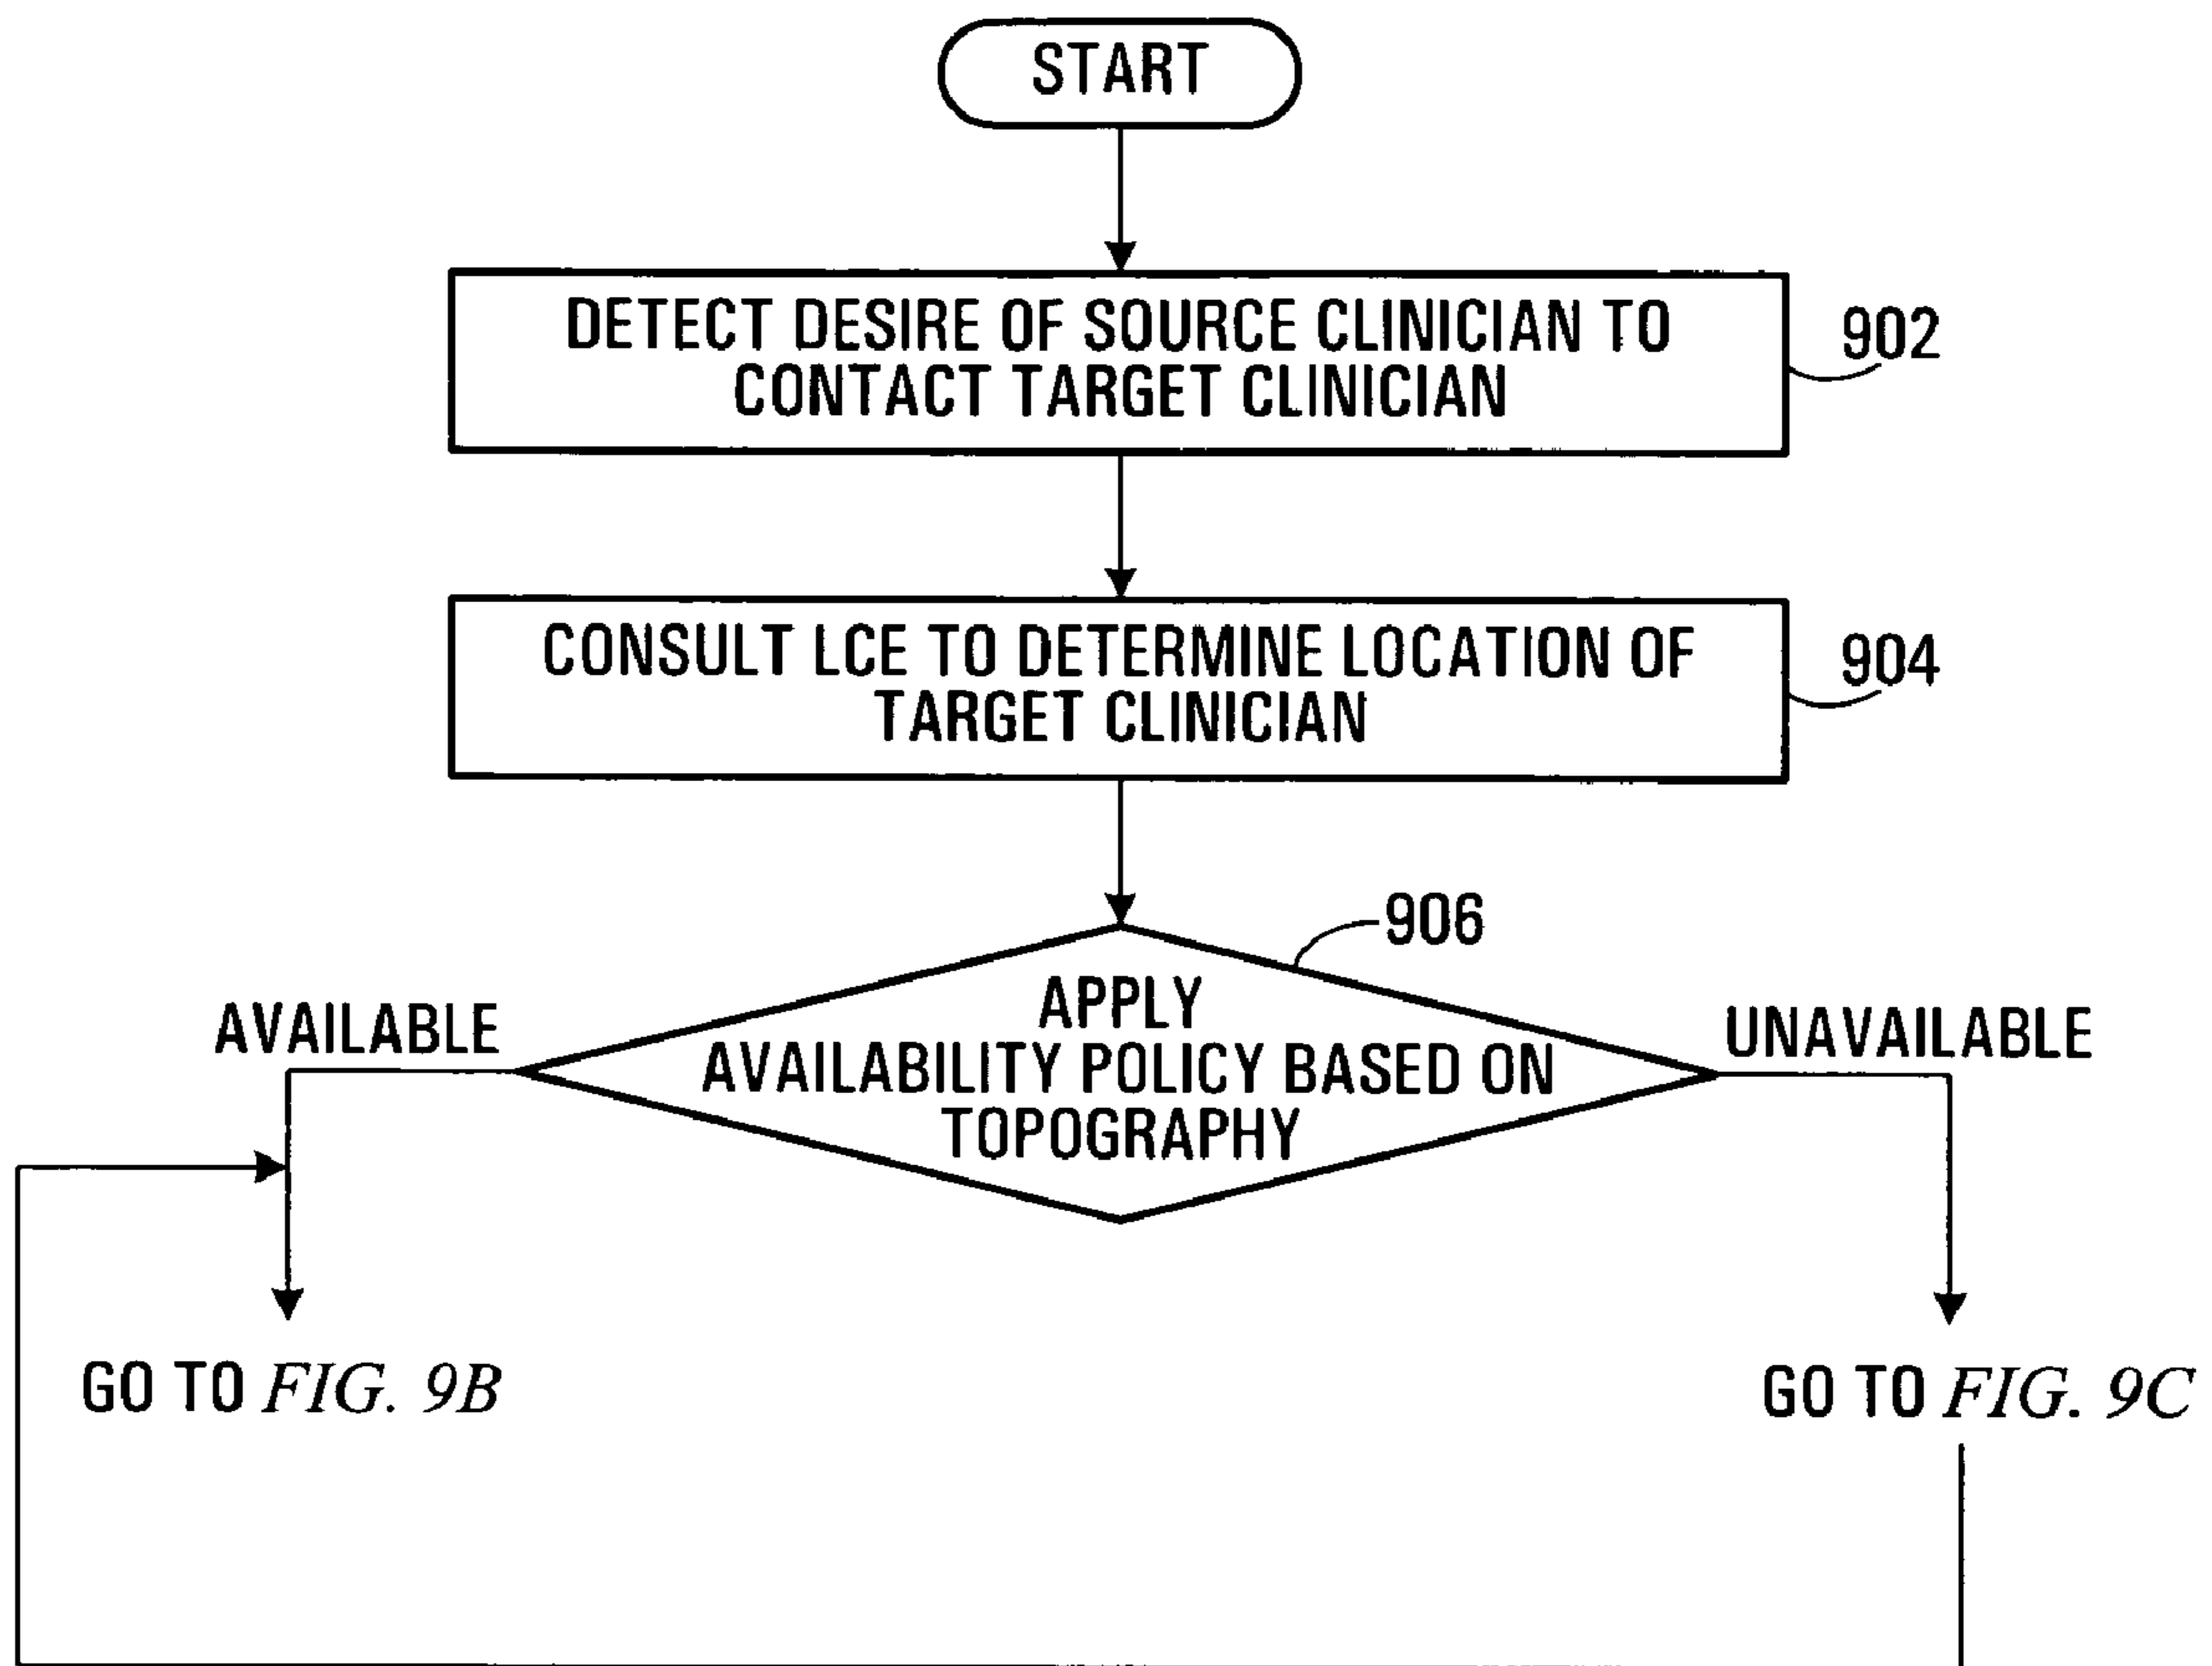 START
DETECT DESIRE OF SOURCE CLINICIAN TO
CONTACT TARGET CLINICIAN
902
CONSULT LCE TO DETERMINE LOCATION OF
TARGET CLINICIAN
904
906
APPLY
AVAILABILITY POLICY BASED ON
TOPOGRAPHY
AVAILABLE
UNAVAILABLE
GO TO FIG. 9B
GO TO FIG. 9C